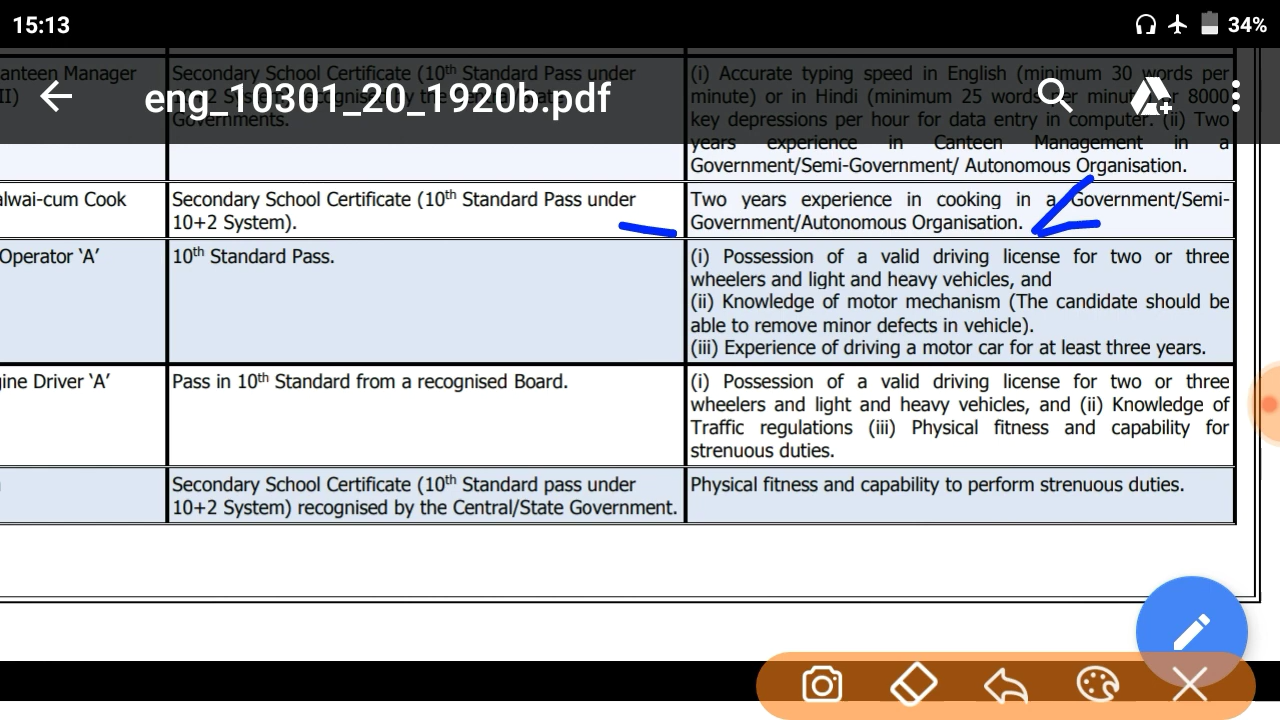 15:13
34%
eng_10301_20_1920b.pdf
anteen Manager
II)
Secondary School Certificate (10th Standard Pass under
Governments.
(i) Accurate typing speed in English (minimum 30 words per
minute) or in Hindi (minimum 25 words per minute) or 8000
key depressions per hour for data entry in computer. (ii) Two
years experience in Canteen Management in a
Government/Semi-Government/ Autonomous Organisation.
alwai-cum Cook
Secondary School Certificate (10th Standard Pass under
10+2 System).
Two years experience in cooking in a Government/Semi-
Government/Autonomous Organisation.
Operator ‘A’
10th Standard Pass.
(i) Possession of a valid driving license for two or three
wheelers and light and heavy vehicles, and
(ii) Knowledge of motor mechanism (The candidate should be
able to remove minor defects in vehicle).
(iii) Experience of driving a motor car for at least three years.
gine Driver ‘A’
Pass in 10th Standard from a recognised Board.
(i) Possession of a valid driving license for two or three
wheelers and light and heavy vehicles, and (ii) Knowledge of
Traffic regulations (iii) Physical fitness and capability for
strenuous duties.
Secondary School Certificate (10th Standard pass under
10+2 System) recognised by the Central/State Government.
Physical fitness and capability to perform strenuous duties.